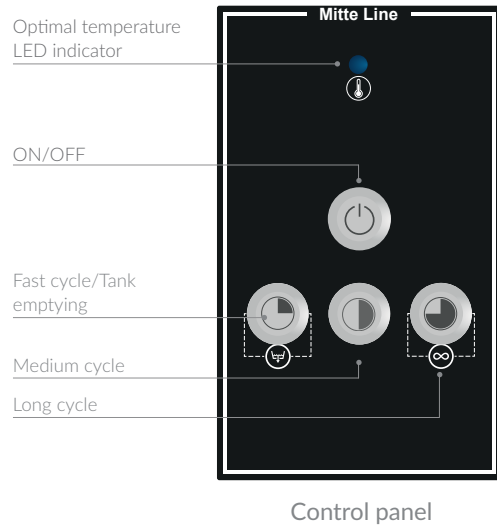 Mitte Line
Optimal temperature
LED indicator
ON/OFF
Fast cycle/Tank
emptying
Medium cycle
Long cycle
Control panel